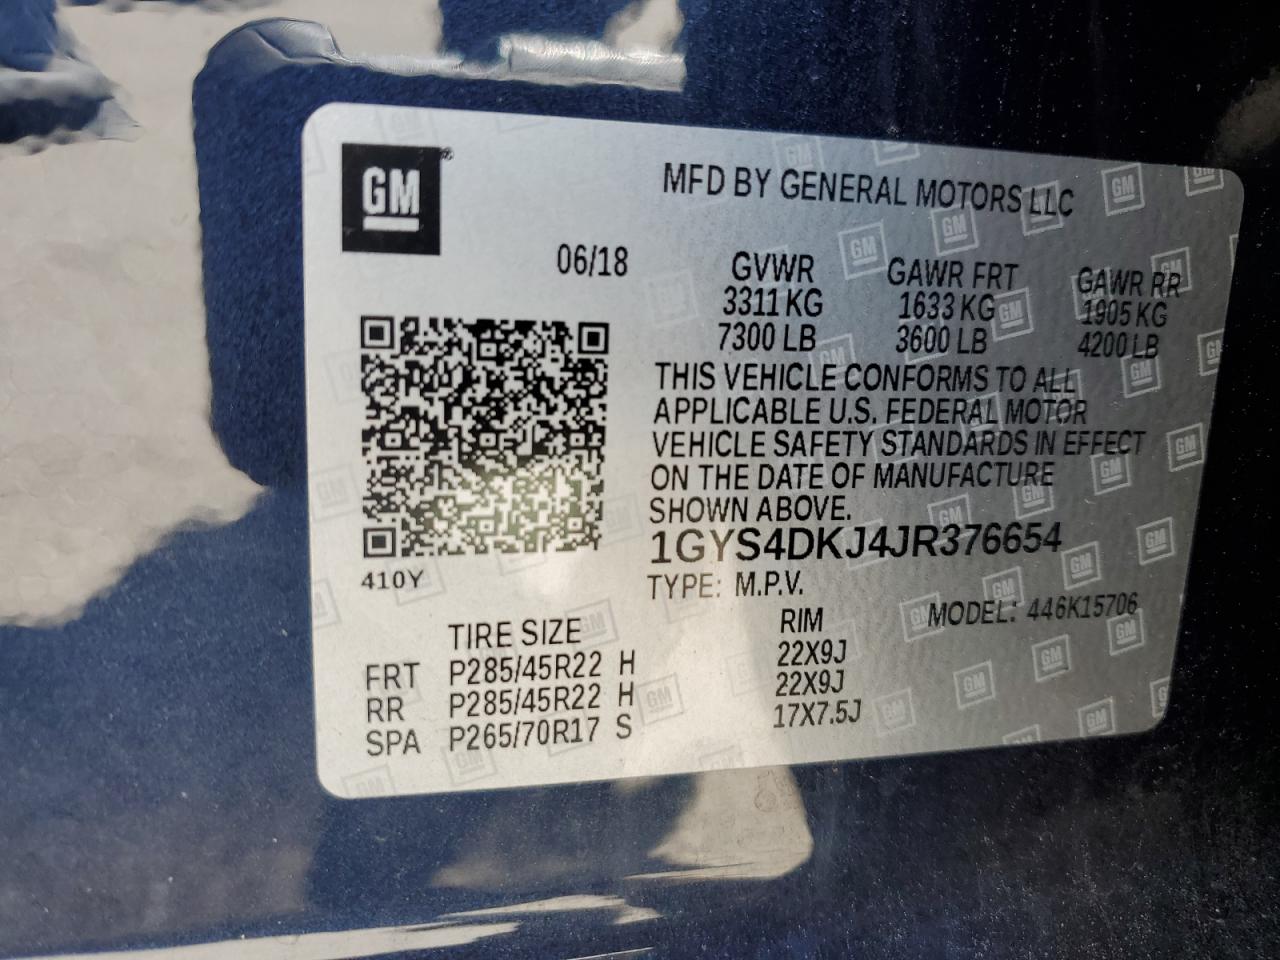 GM
MFD BY GENERAL MOTORS LLC
06/18
GVWR GAWR FRT GAWR RR
3311 KG 1633 KG 1905 KG
7300 LB 3600 LB 4200 LB
THIS VEHICLE CONFORMS TO ALL
APPLICABLE U.S. FEDERAL MOTOR
VEHICLE SAFETY STANDARDS IN EFFECT
ON THE DATE OF MANUFACTURE
SHOWN ABOVE.
1GYS4DKJ4JR376654
410Y
TYPE: M.P.V.
MODEL: 446K15706
TIRE SIZE RIM
FRT P285/45R22 H 22X9J
RR P285/45R22 H 22X9J
SPA P265/70R17 S 17X7.5J